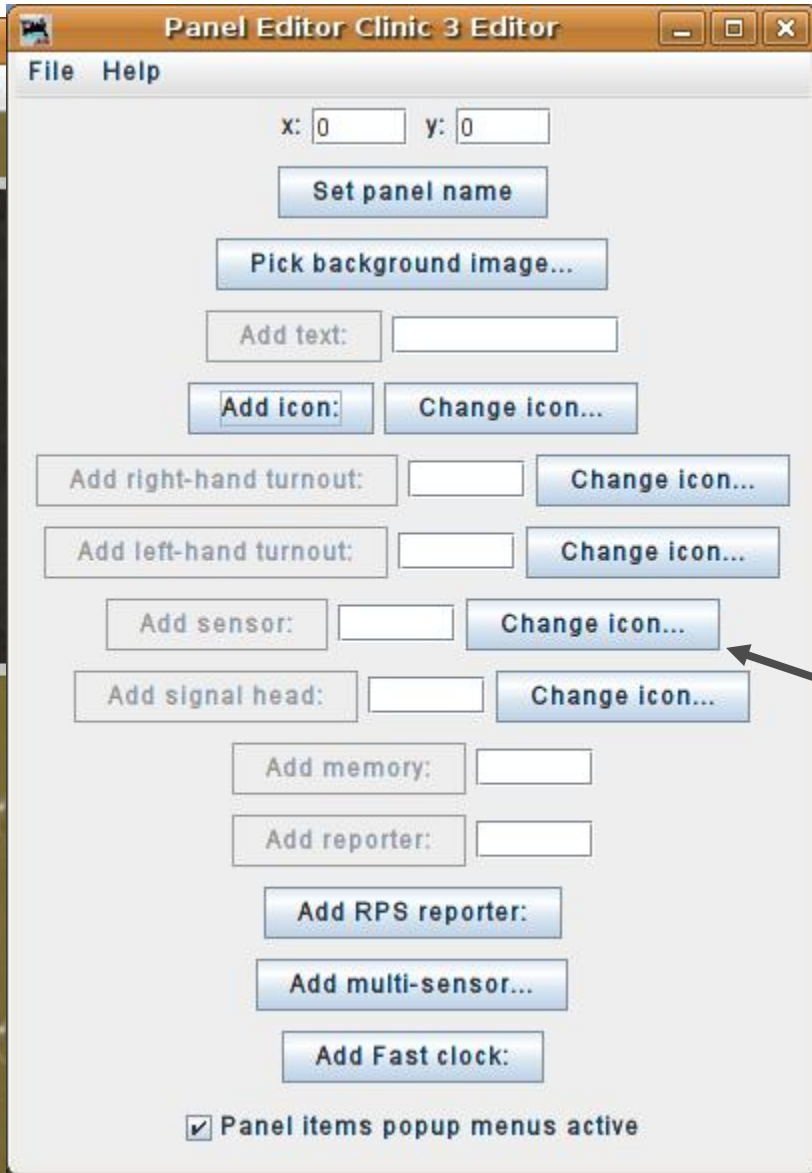 Panel Editor Clinic 3 Editor
File Help
x: 0 y: 0
Set panel name
Pick background image...
Add text:
Add icon: Change icon...
Add right-hand turnout: Change icon...
Add left-hand turnout: Change icon...
Add sensor: Change icon...
Add signal head: Change icon...
Add memory:
Add reporter:
Add RPS reporter:
Add multi-sensor...
Add Fast clock:
Panel items popup menus active